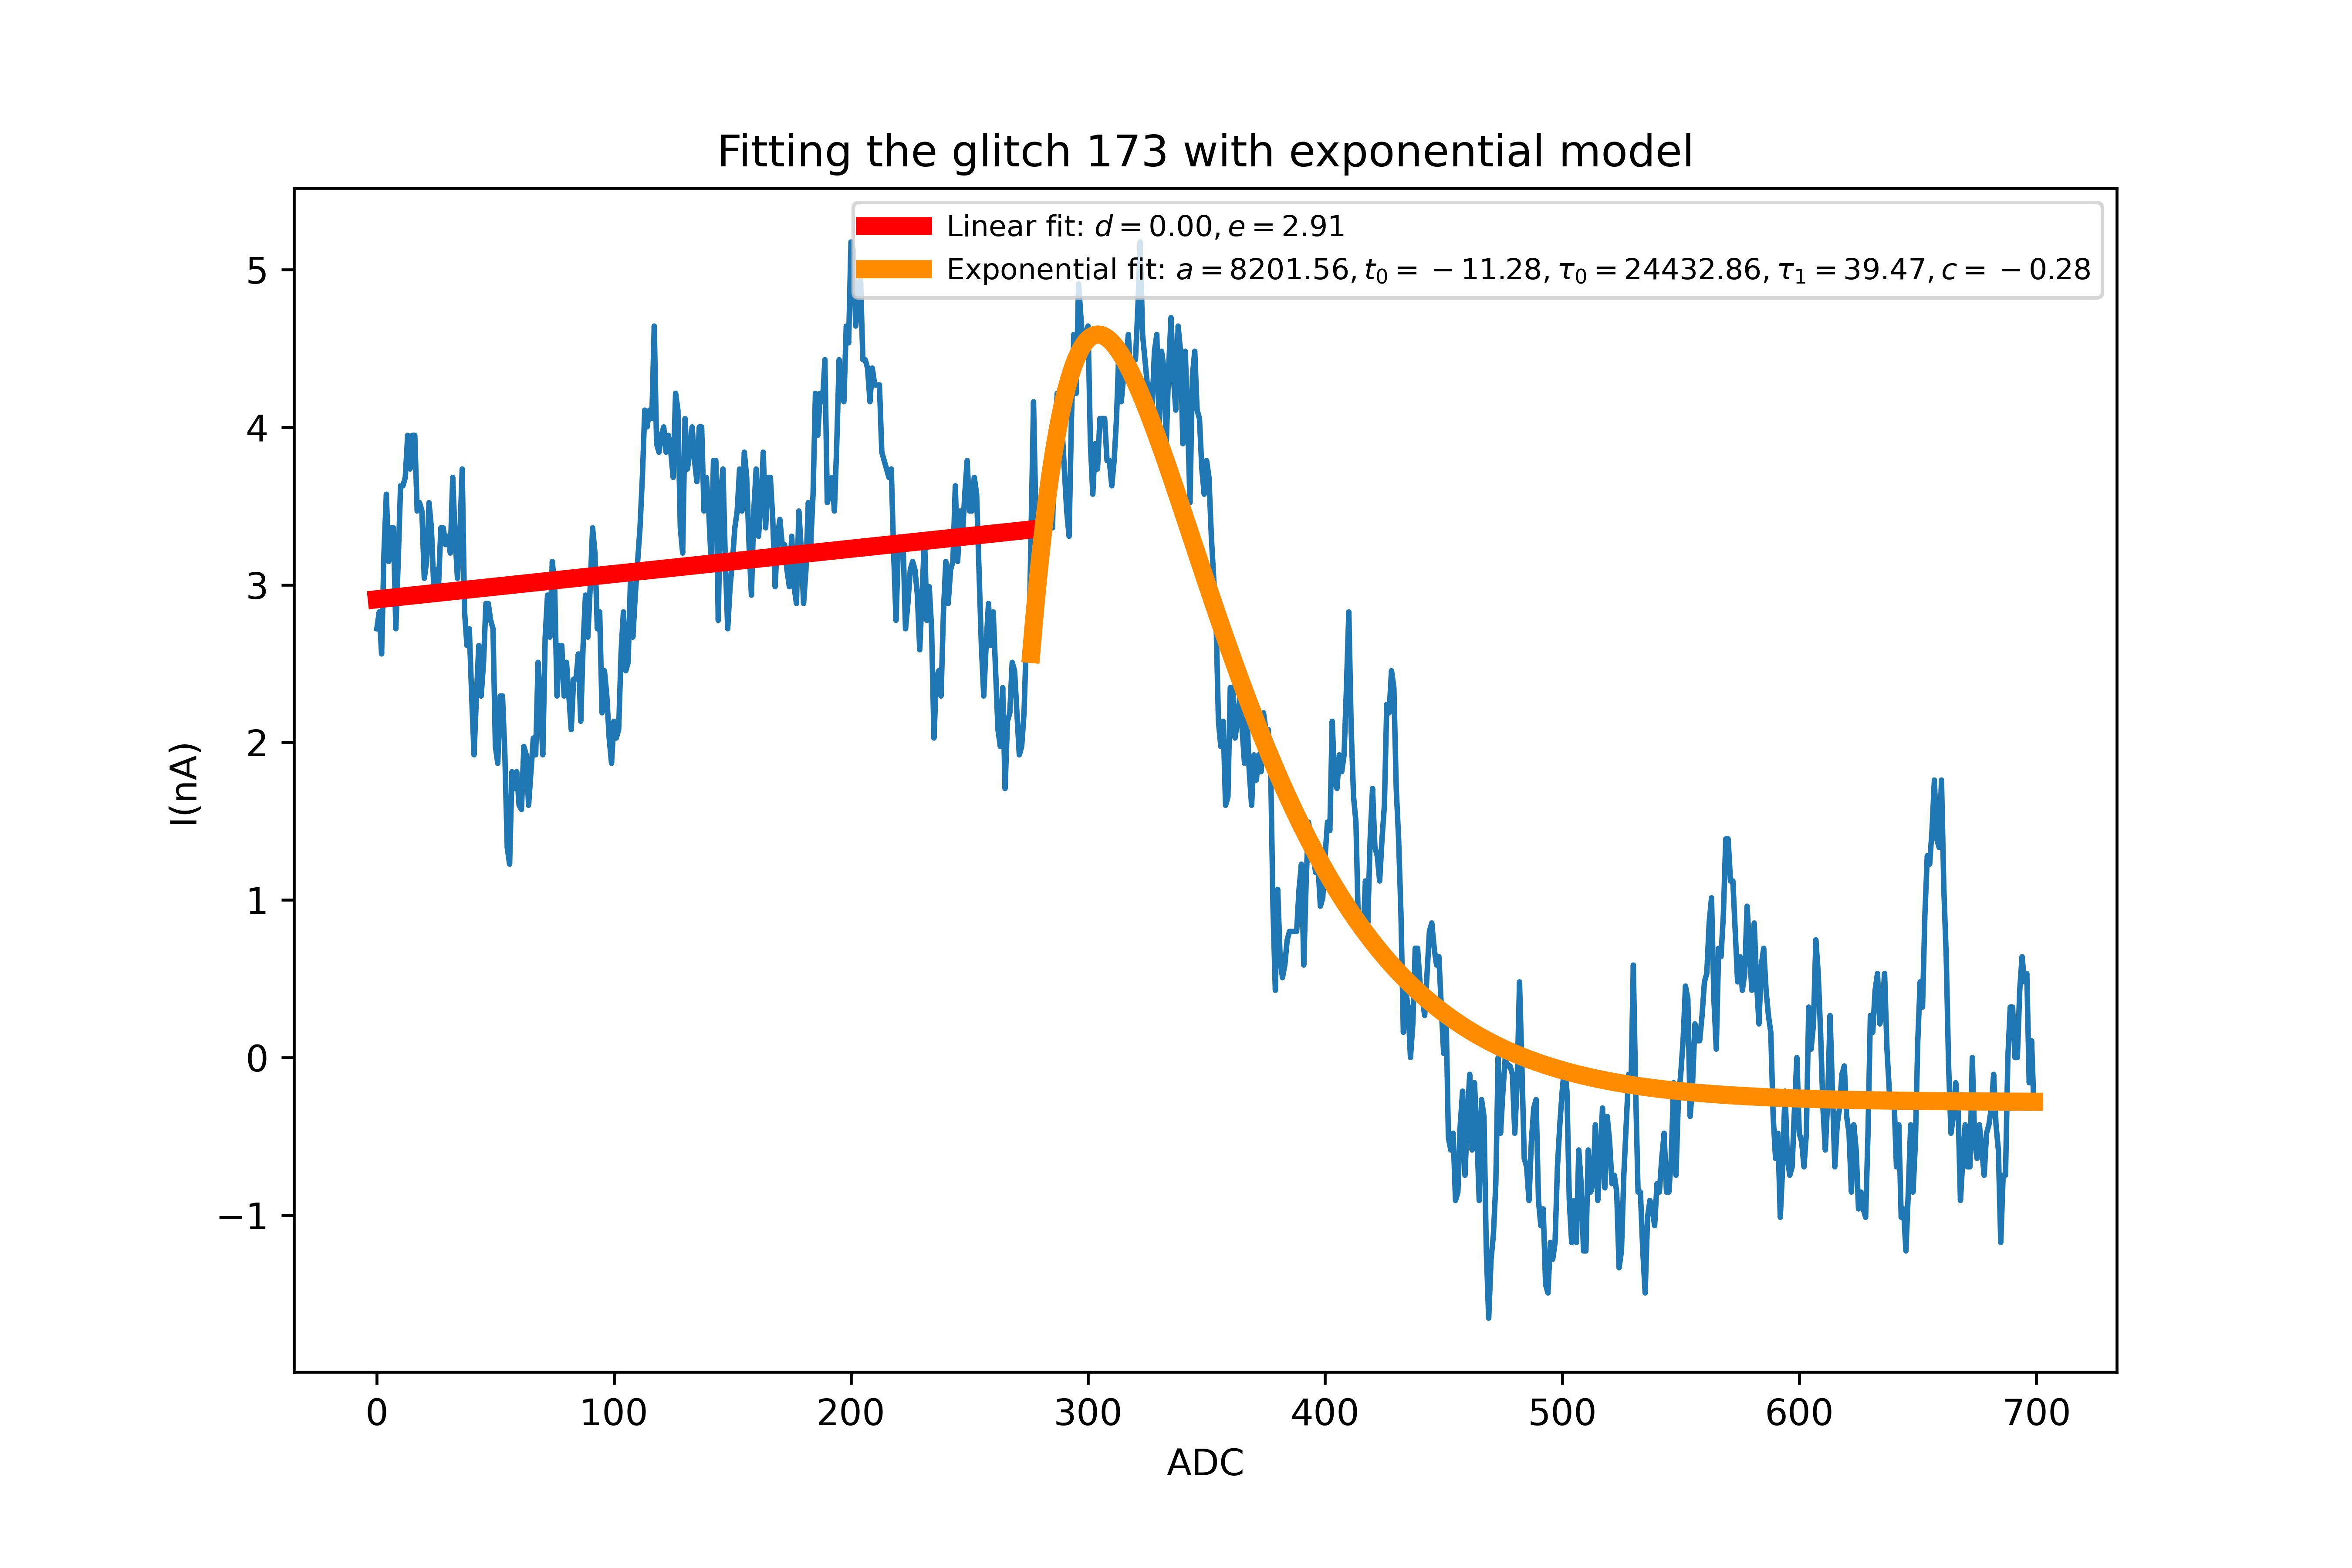 Fitting the glitch 173 with exponential model
Linear fit: d = 0.00, e = 2.91
Exponential fit: a = 8201.56, t₀ = −11.28, τ₀ = 24432.86, τ₁ = 39.47, c = −0.28
I(nA)
5
4
3
2
1
0
−1
0 100 200 300 400 500 600 700
ADC